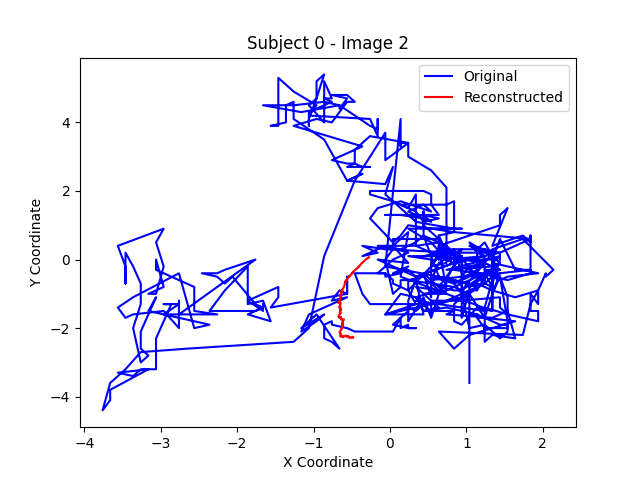 Subject 0 - Image 2
Original
Reconstructed
Y Coordinate
4
2
0
−2
−4
−4
−3
−2
−1
0
1
2
X Coordinate